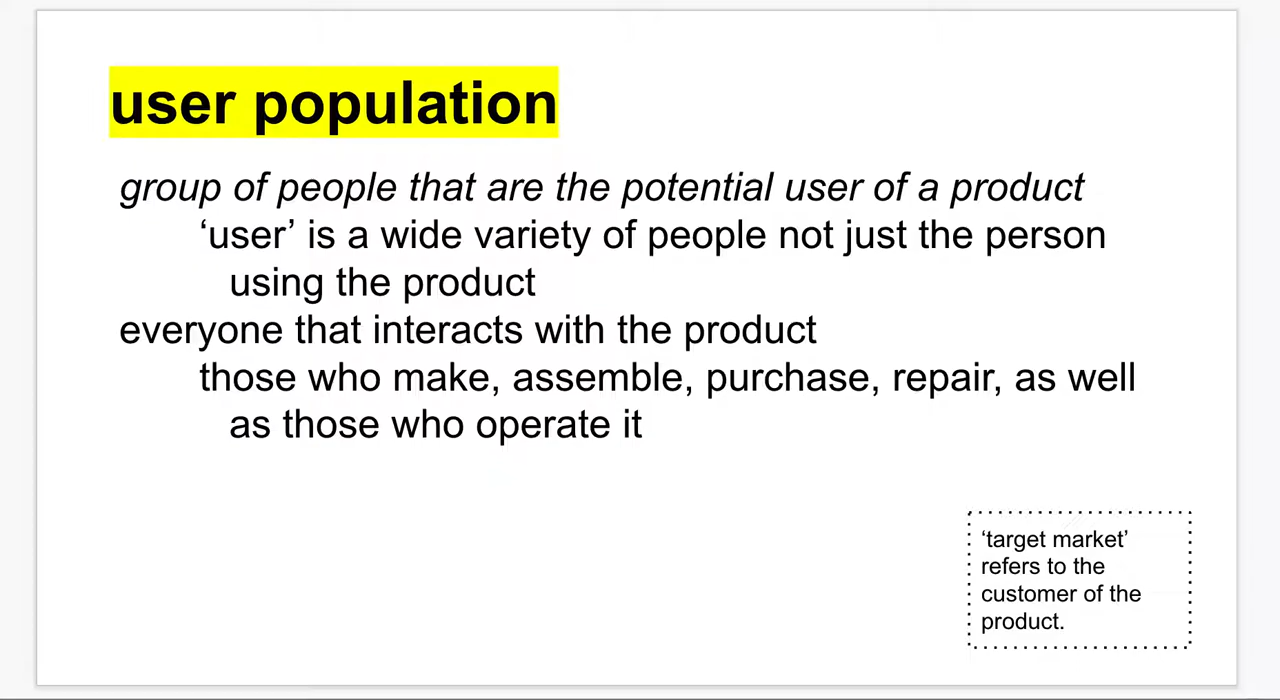 user population
group of people that are the potential user of a product
‘user’ is a wide variety of people not just the person
using the product
everyone that interacts with the product
those who make, assemble, purchase, repair, as well
as those who operate it
‘target market’
refers to the
customer of the
product.